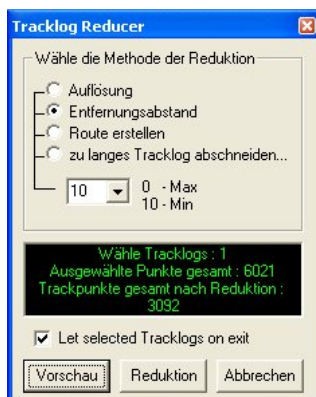 Tracklog Reducer
Wähle die Methode der Reduktion
Auflösung
Entfernungsabstand
Route erstellen
zu langes Tracklog abschneiden...
10 0 - Max
10 - Min
Wähle Tracklogs : 1
Ausgewählte Punkte gesamt : 6021
Trackpunkte gesamt nach Reduktion :
3092
Let selected Tracklogs on exit
Vorschau Reduktion Abbrechen